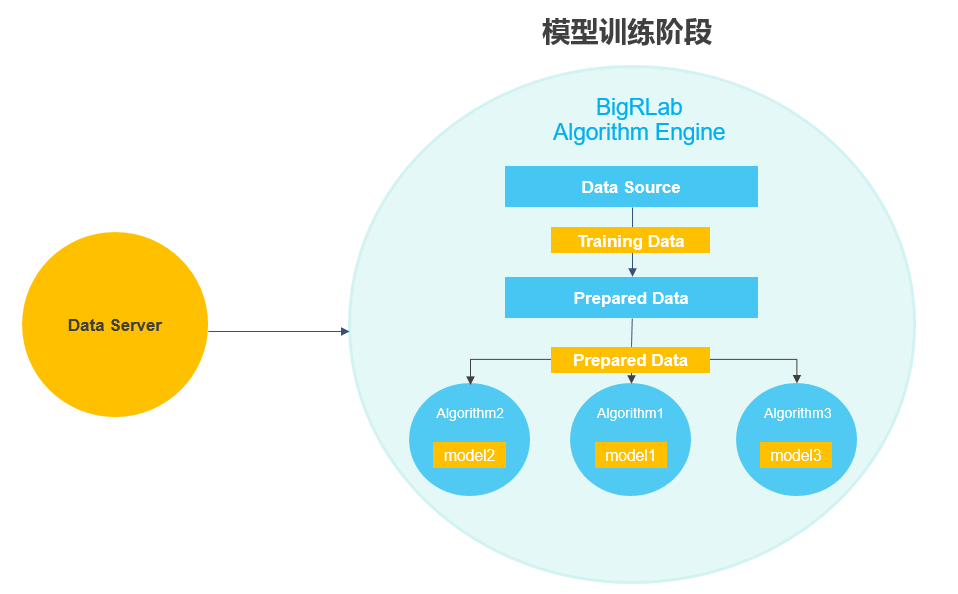 模型训练阶段
BigRLab
Algorithm Engine
Data Source
Training Data
Data Server
Prepared Data
Prepared Data
Algorithm2
Algorithm1
Algorithm3
model2
model1
model3